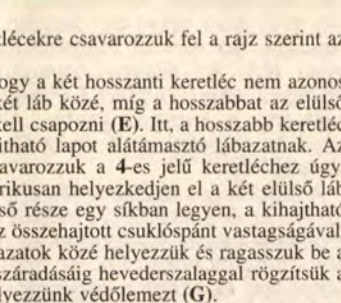 lécekre csavarozzuk fel a rajz szerint az
ogy a két hosszanti keretléc nem azonos
két láb közé, míg a hosszabbat az elülső
kell csapozni (E). Itt, a hosszabb keretléc
ítható lapot alátámasztó lábazatnak. Az
avarozzuk a 4-es jelű keretléchez úgy
rikusan helyezkedjen el a két elülső láb
ső része egy síkban legyen, a kihajtható
z összehajtott csuklóspánt vastagságával
azatok közé helyezzük és ragasszuk be a
száradásáig hevederszalaggal rögzítsük a
lyezzünk védőlemezt (G).